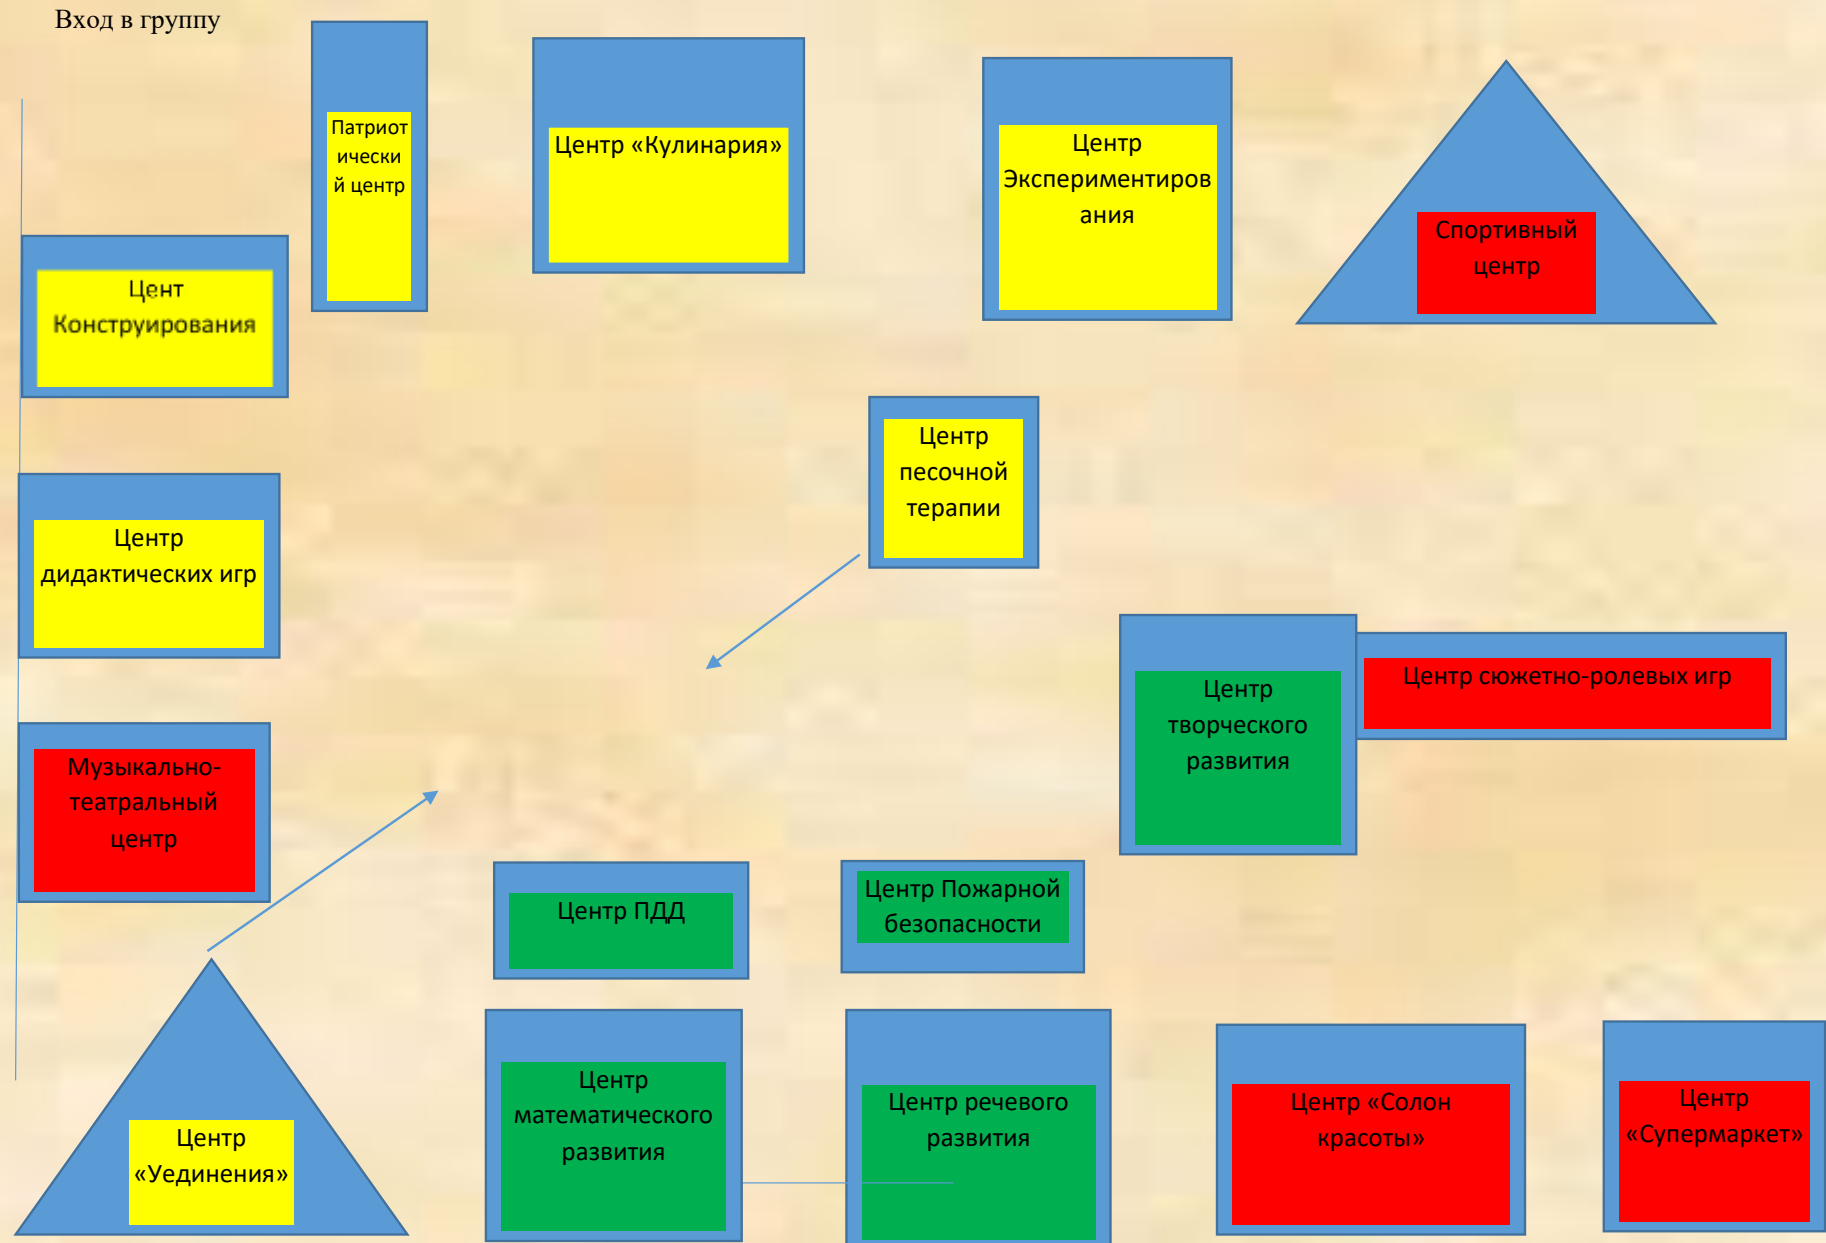 Вход в группу
Патриот
ически
й центр
Центр «Кулинария»
Центр
Экспериментиров
ания
Спортивный
центр
Цент
Конструирования
Центр
песочной
терапии
Центр
дидактических игр
Центр
творческого
развития
Центр сюжетно-ролевых игр
Музыкально-
театральный
центр
Центр ПДД
Центр Пожарной
безопасности
Центр
«Уединения»
Центр
математического
развития
Центр речевого
развития
Центр «Солон
красоты»
Центр
«Супермаркет»